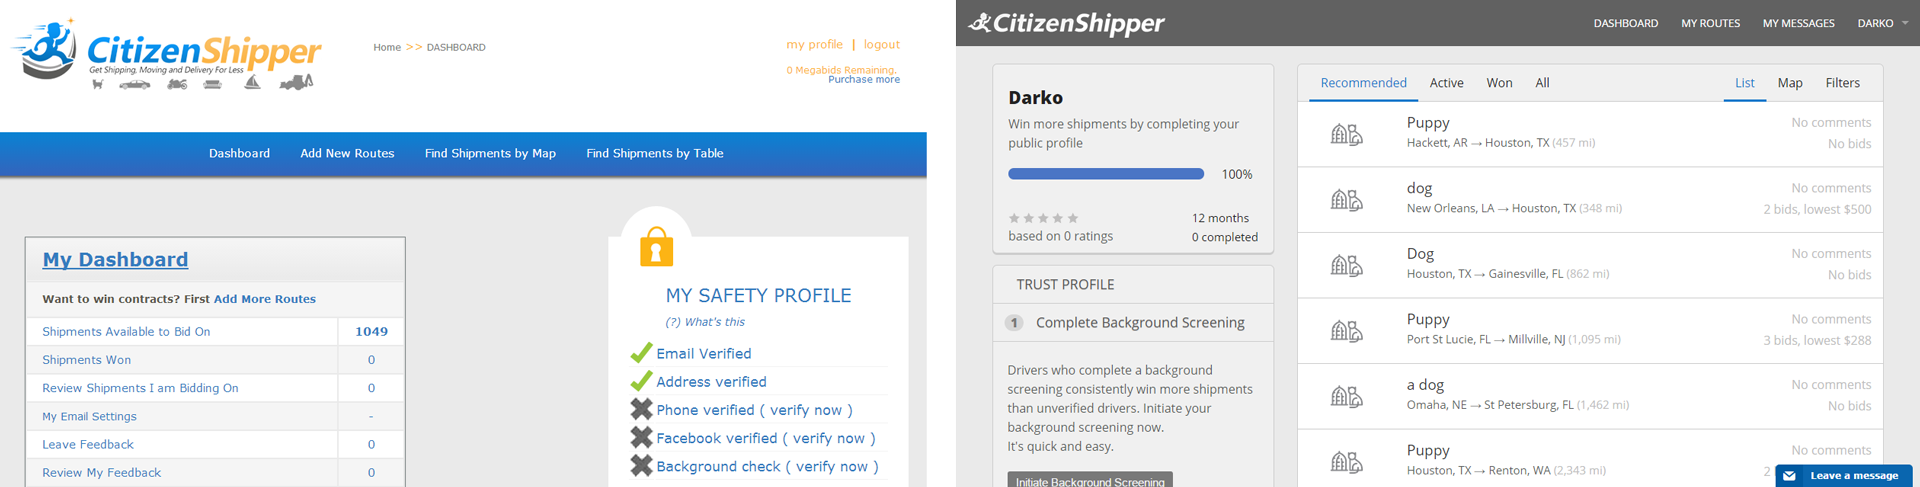 CitizenShipper
Get Shipping, Moving and Delivery For Less
Home >> DASHBOARD
my profile | logout
0 Megabids Remaining.
Purchase more
Dashboard Add New Routes Find Shipments by Map Find Shipments by Table
My Dashboard
Want to win contracts? First Add More Routes
Shipments Available to Bid On 1049
Shipments Won 0
Review Shipments I am Bidding On 0
My Email Settings -
Leave Feedback 0
Review My Feedback 0
MY SAFETY PROFILE
(?) What's this
Email Verified
Address verified
Phone verified ( verify now )
Facebook verified ( verify now )
Background check ( verify now )
CitizenShipper
DASHBOARD MY ROUTES MY MESSAGES DARKO
Darko
Win more shipments by completing your
public profile
100%
12 months
based on 0 ratings 0 completed
TRUST PROFILE
1 Complete Background Screening
Drivers who complete a background
screening consistently win more shipments
than unverified drivers. Initiate your
background screening now.
It's quick and easy.
Initiate Background Screening
Recommended Active Won All List Map Filters
Puppy No comments
Hackett, AR → Houston, TX (457 mi) No bids
dog No comments
New Orleans, LA → Houston, TX (348 mi) 2 bids, lowest $500
Dog No comments
Houston, TX → Gainesville, FL (862 mi) No bids
Puppy No comments
Port St Lucie, FL → Millville, NJ (1,095 mi) 3 bids, lowest $288
a dog No comments
Omaha, NE → St Petersburg, FL (1,462 mi) No bids
Puppy No comments
Houston, TX → Renton, WA (2,343 mi) 2
Leave a message